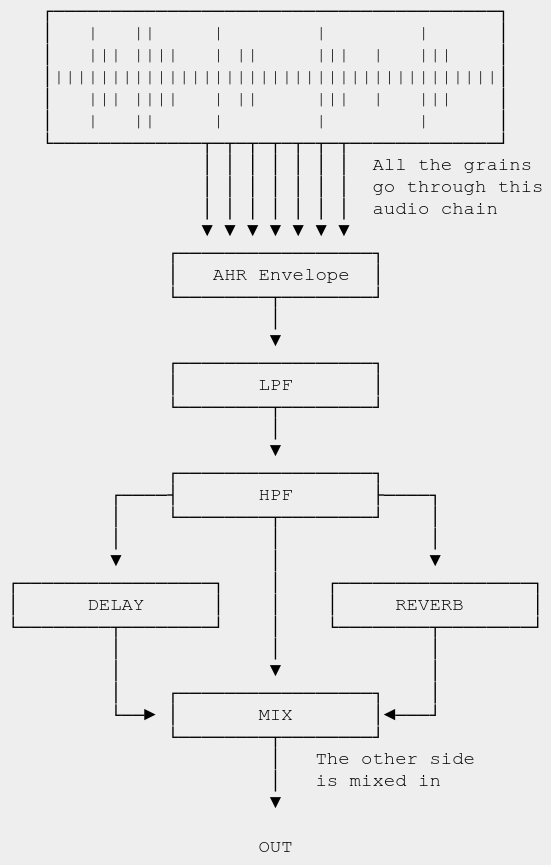 All the grains
go through this
audio chain
AHR Envelope
LPF
HPF
DELAY
REVERB
MIX
The other side
is mixed in
OUT